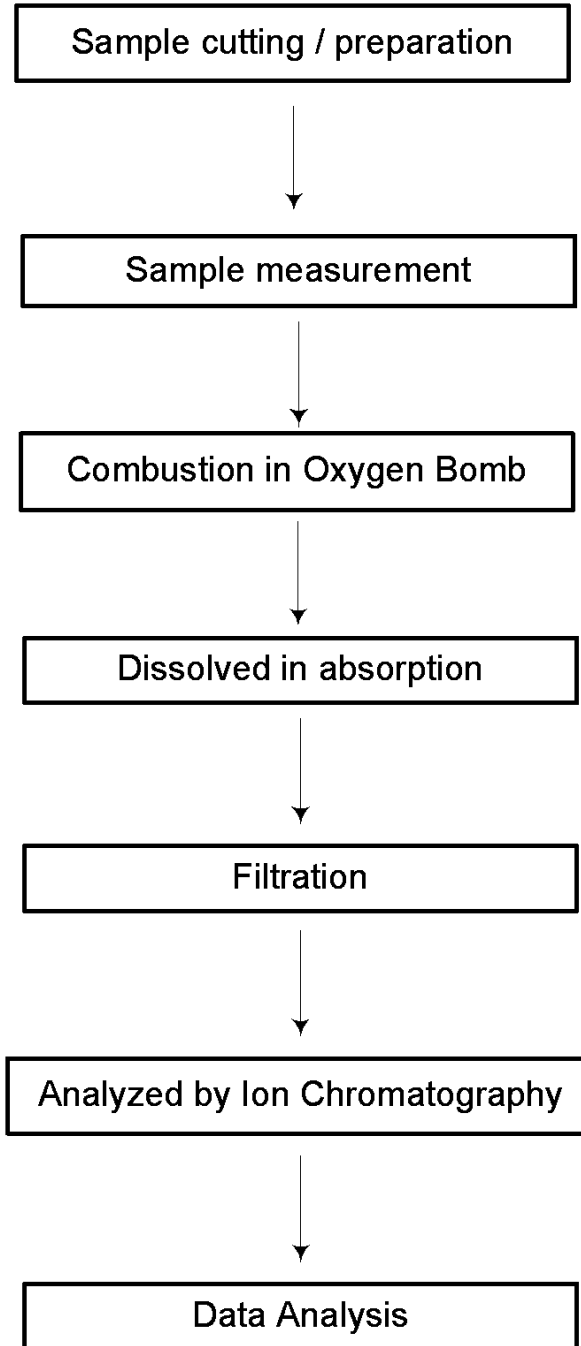 Sample cutting / preparation
Sample measurement
Combustion in Oxygen Bomb
Dissolved in absorption
Filtration
Analyzed by Ion Chromatography
Data Analysis